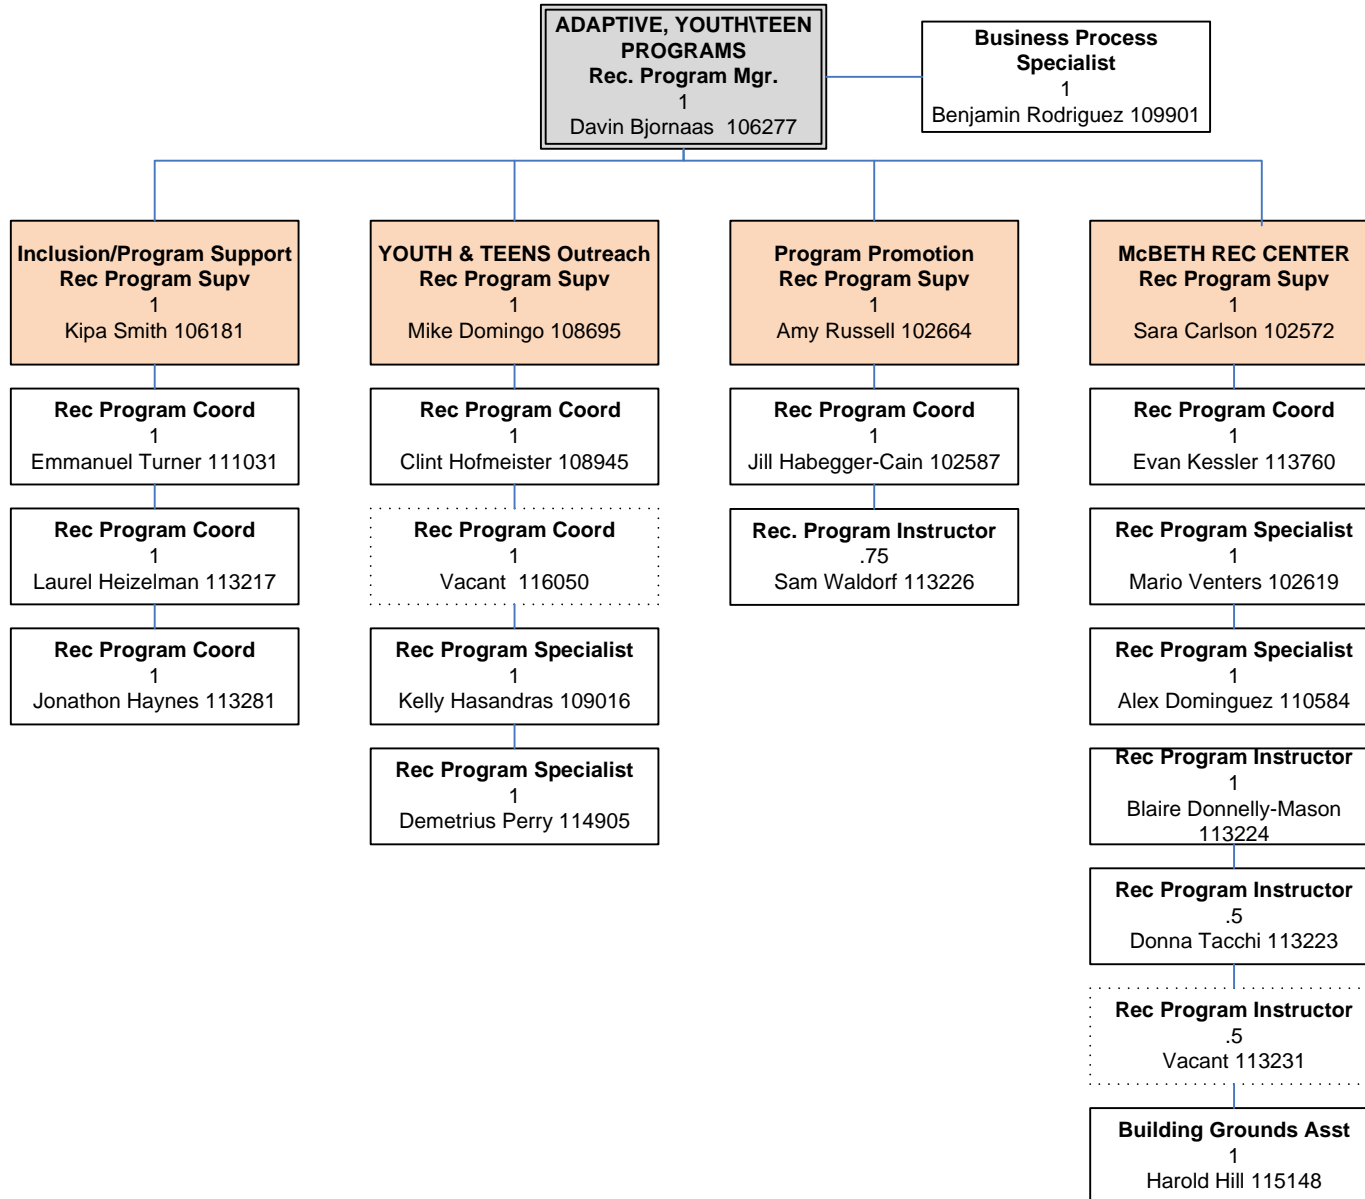 ADAPTIVE, YOUTH\TEEN
PROGRAMS
Rec. Program Mgr.
1
Davin Bjornaas 106277
Business Process
Specialist
1
Benjamin Rodriguez 109901
Inclusion/Program Support
Rec Program Supv
1
Kipa Smith 106181
Rec Program Coord
1
Emmanuel Turner 111031
Rec Program Coord
1
Laurel Heizelman 113217
Rec Program Coord
1
Jonathon Haynes 113281
YOUTH & TEENS Outreach
Rec Program Supv
1
Mike Domingo 108695
Rec Program Coord
1
Clint Hofmeister 108945
Rec Program Coord
1
Vacant 116050
Rec Program Specialist
1
Kelly Hasandras 109016
Rec Program Specialist
1
Demetrius Perry 114905
Program Promotion
Rec Program Supv
1
Amy Russell 102664
Rec Program Coord
1
Jill Habegger-Cain 102587
Rec. Program Instructor
.75
Sam Waldorf 113226
McBETH REC CENTER
Rec Program Supv
1
Sara Carlson 102572
Rec Program Coord
1
Evan Kessler 113760
Rec Program Specialist
1
Mario Venters 102619
Rec Program Specialist
1
Alex Dominguez 110584
Rec Program Instructor
1
Blaire Donnelly-Mason
113224
Rec Program Instructor
.5
Donna Tacchi 113223
Rec Program Instructor
.5
Vacant 113231
Building Grounds Asst
1
Harold Hill 115148